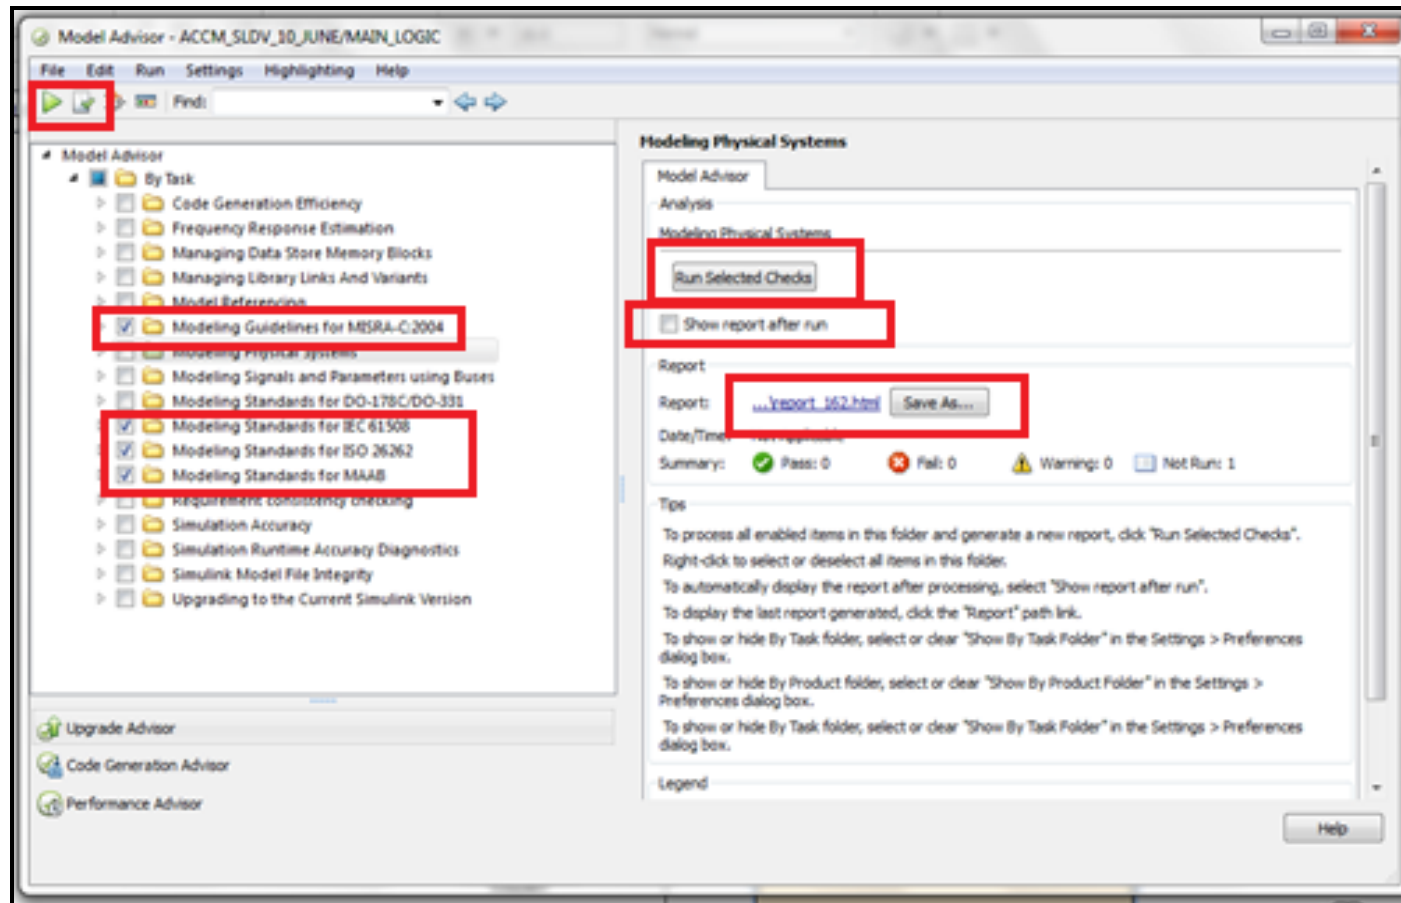 Model Advisor - ACCM_SLDV_10_JUNE/MAIN_LOGIC
File Edit Run Settings Highlighting Help
Find:
Model Advisor
By Task
Code Generation Efficiency
Frequency Response Estimation
Managing Data Store Memory Blocks
Managing Library Links And Variants
Model Referencing
Modeling Guidelines for MISRA-C:2004
Modeling Physical Systems
Modeling Signals and Parameters using Buses
Modeling Standards for DO-178C/DO-331
Modeling Standards for IEC 61508
Modeling Standards for ISO 26262
Modeling Standards for MAAB
Requirement consistency checking
Simulation Accuracy
Simulation Runtime Accuracy Diagnostics
Simulink Model File Integrity
Upgrading to the Current Simulink Version
Upgrade Advisor
Code Generation Advisor
Performance Advisor
Modeling Physical Systems
Model Advisor
Analysis
Modeling Physical Systems
Run Selected Checks
Show report after run
Report
Report: ...\report_162.html Save As...
Date/Time: Not Applicable
Summary: Pass: 0 Fail: 0 Warning: 0 Not Run: 1
Tips
To process all enabled items in this folder and generate a new report, click "Run Selected Checks".
Right-click to select or deselect all items in this folder.
To automatically display the report after processing, select "Show report after run".
To display the last report generated, click the "Report" path link.
To show or hide By Task folder, select or clear "Show By Task Folder" in the Settings > Preferences
dialog box.
To show or hide By Product folder, select or clear "Show By Product Folder" in the Settings >
Preferences dialog box.
To show or hide By Task folder, select or clear "Show By Task Folder" in the Settings > Preferences
dialog box.
Legend
Help